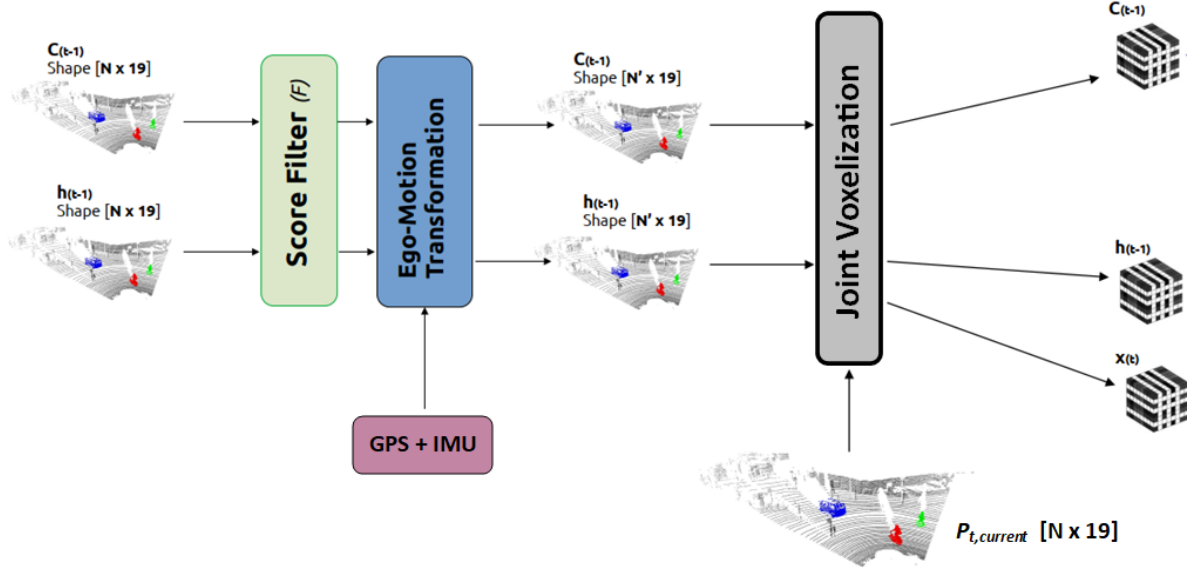 C(t-1)
Shape [N x 19]
h(t-1)
Shape [N x 19]
Score Filter (F)
Ego-Motion
Transformation
GPS + IMU
C(t-1)
Shape [N' x 19]
h(t-1)
Shape [N' x 19]
Joint Voxelization
Pt,current [N x 19]
C(t-1)
h(t-1)
x(t)